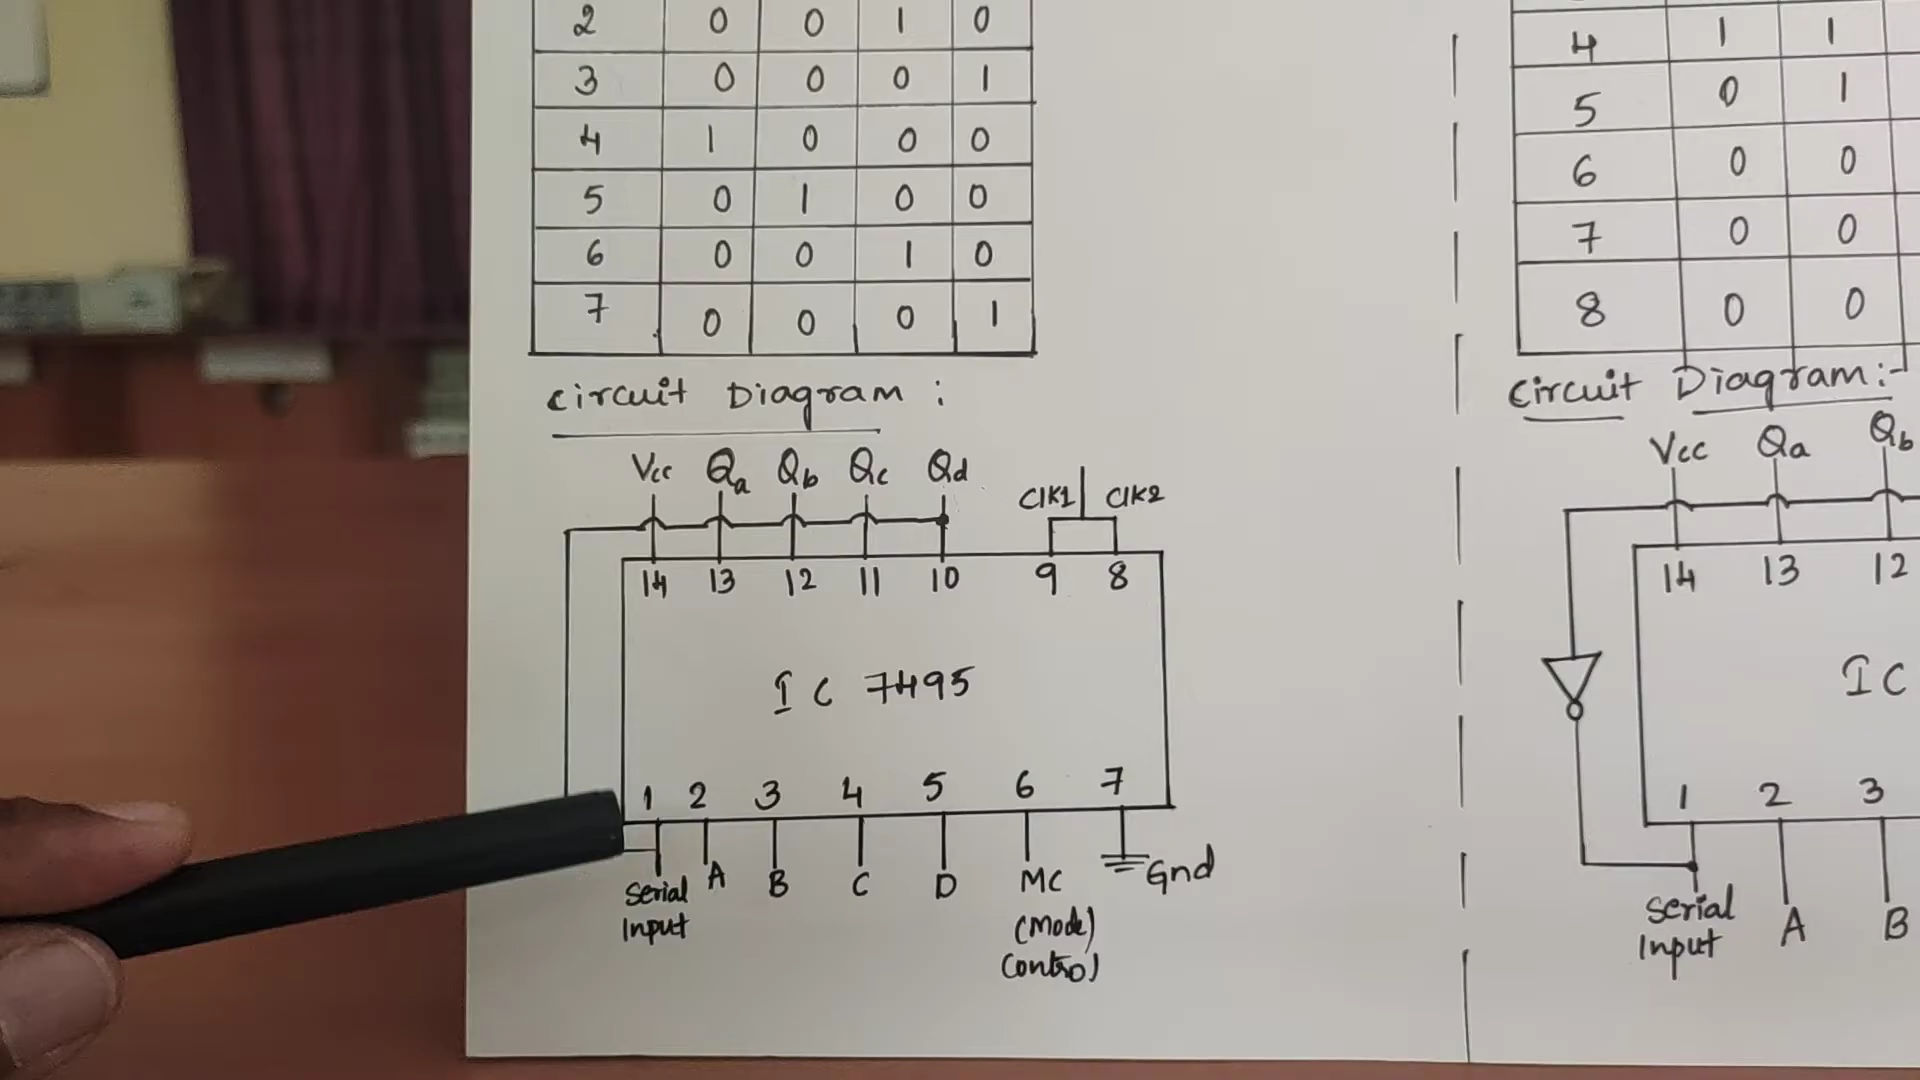 2 0 0 1 0
3 0 0 0 1
4 1 0 0 0
5 0 1 0 0
6 0 0 1 0
7 0 0 0 1
Circuit Diagram :
Vcc Qa Qb Qc Qd Clk1 Clk2
14 13 12 11 10 9 8
IC 7495
1 2 3 4 5 6 7
Serial Input A B C D MC (Mode) Control Gnd
4 1 1
5 0 1
6 0 0
7 0 0
8 0 0
Circuit Diagram:-
Vcc Qa Qb
14 13 12
IC
1 2 3
Serial Input A B